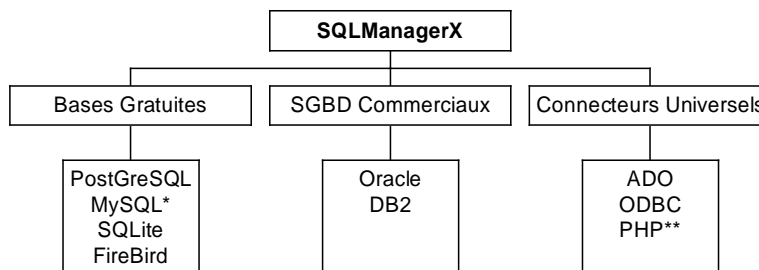 SQLManagerX
Bases Gratuites
SGBD Commerciaux
Connecteurs Universels
PostGreSQL
MySQL*
SQLite
FireBird
Oracle
DB2
ADO
ODBC
PHP**